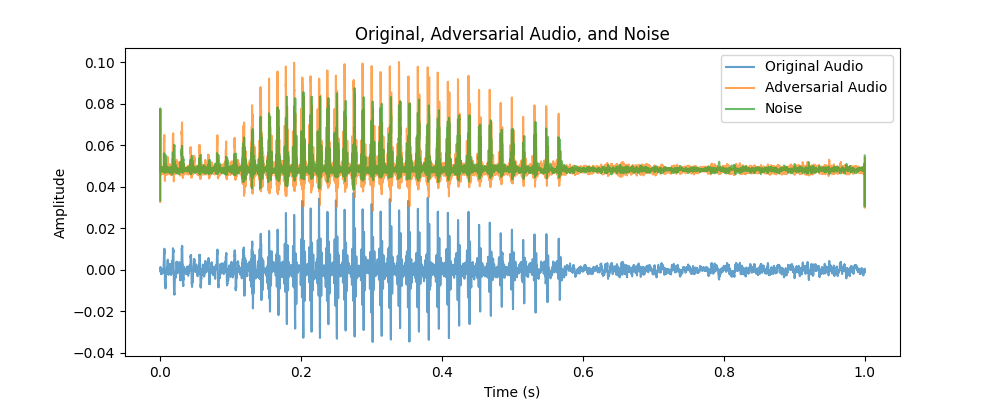 Original, Adversarial Audio, and Noise
Original Audio
Adversarial Audio
Noise
0.10
0.08
0.06
0.04
0.02
0.00
−0.02
−0.04
Amplitude
0.0 0.2 0.4 0.6 0.8 1.0
Time (s)